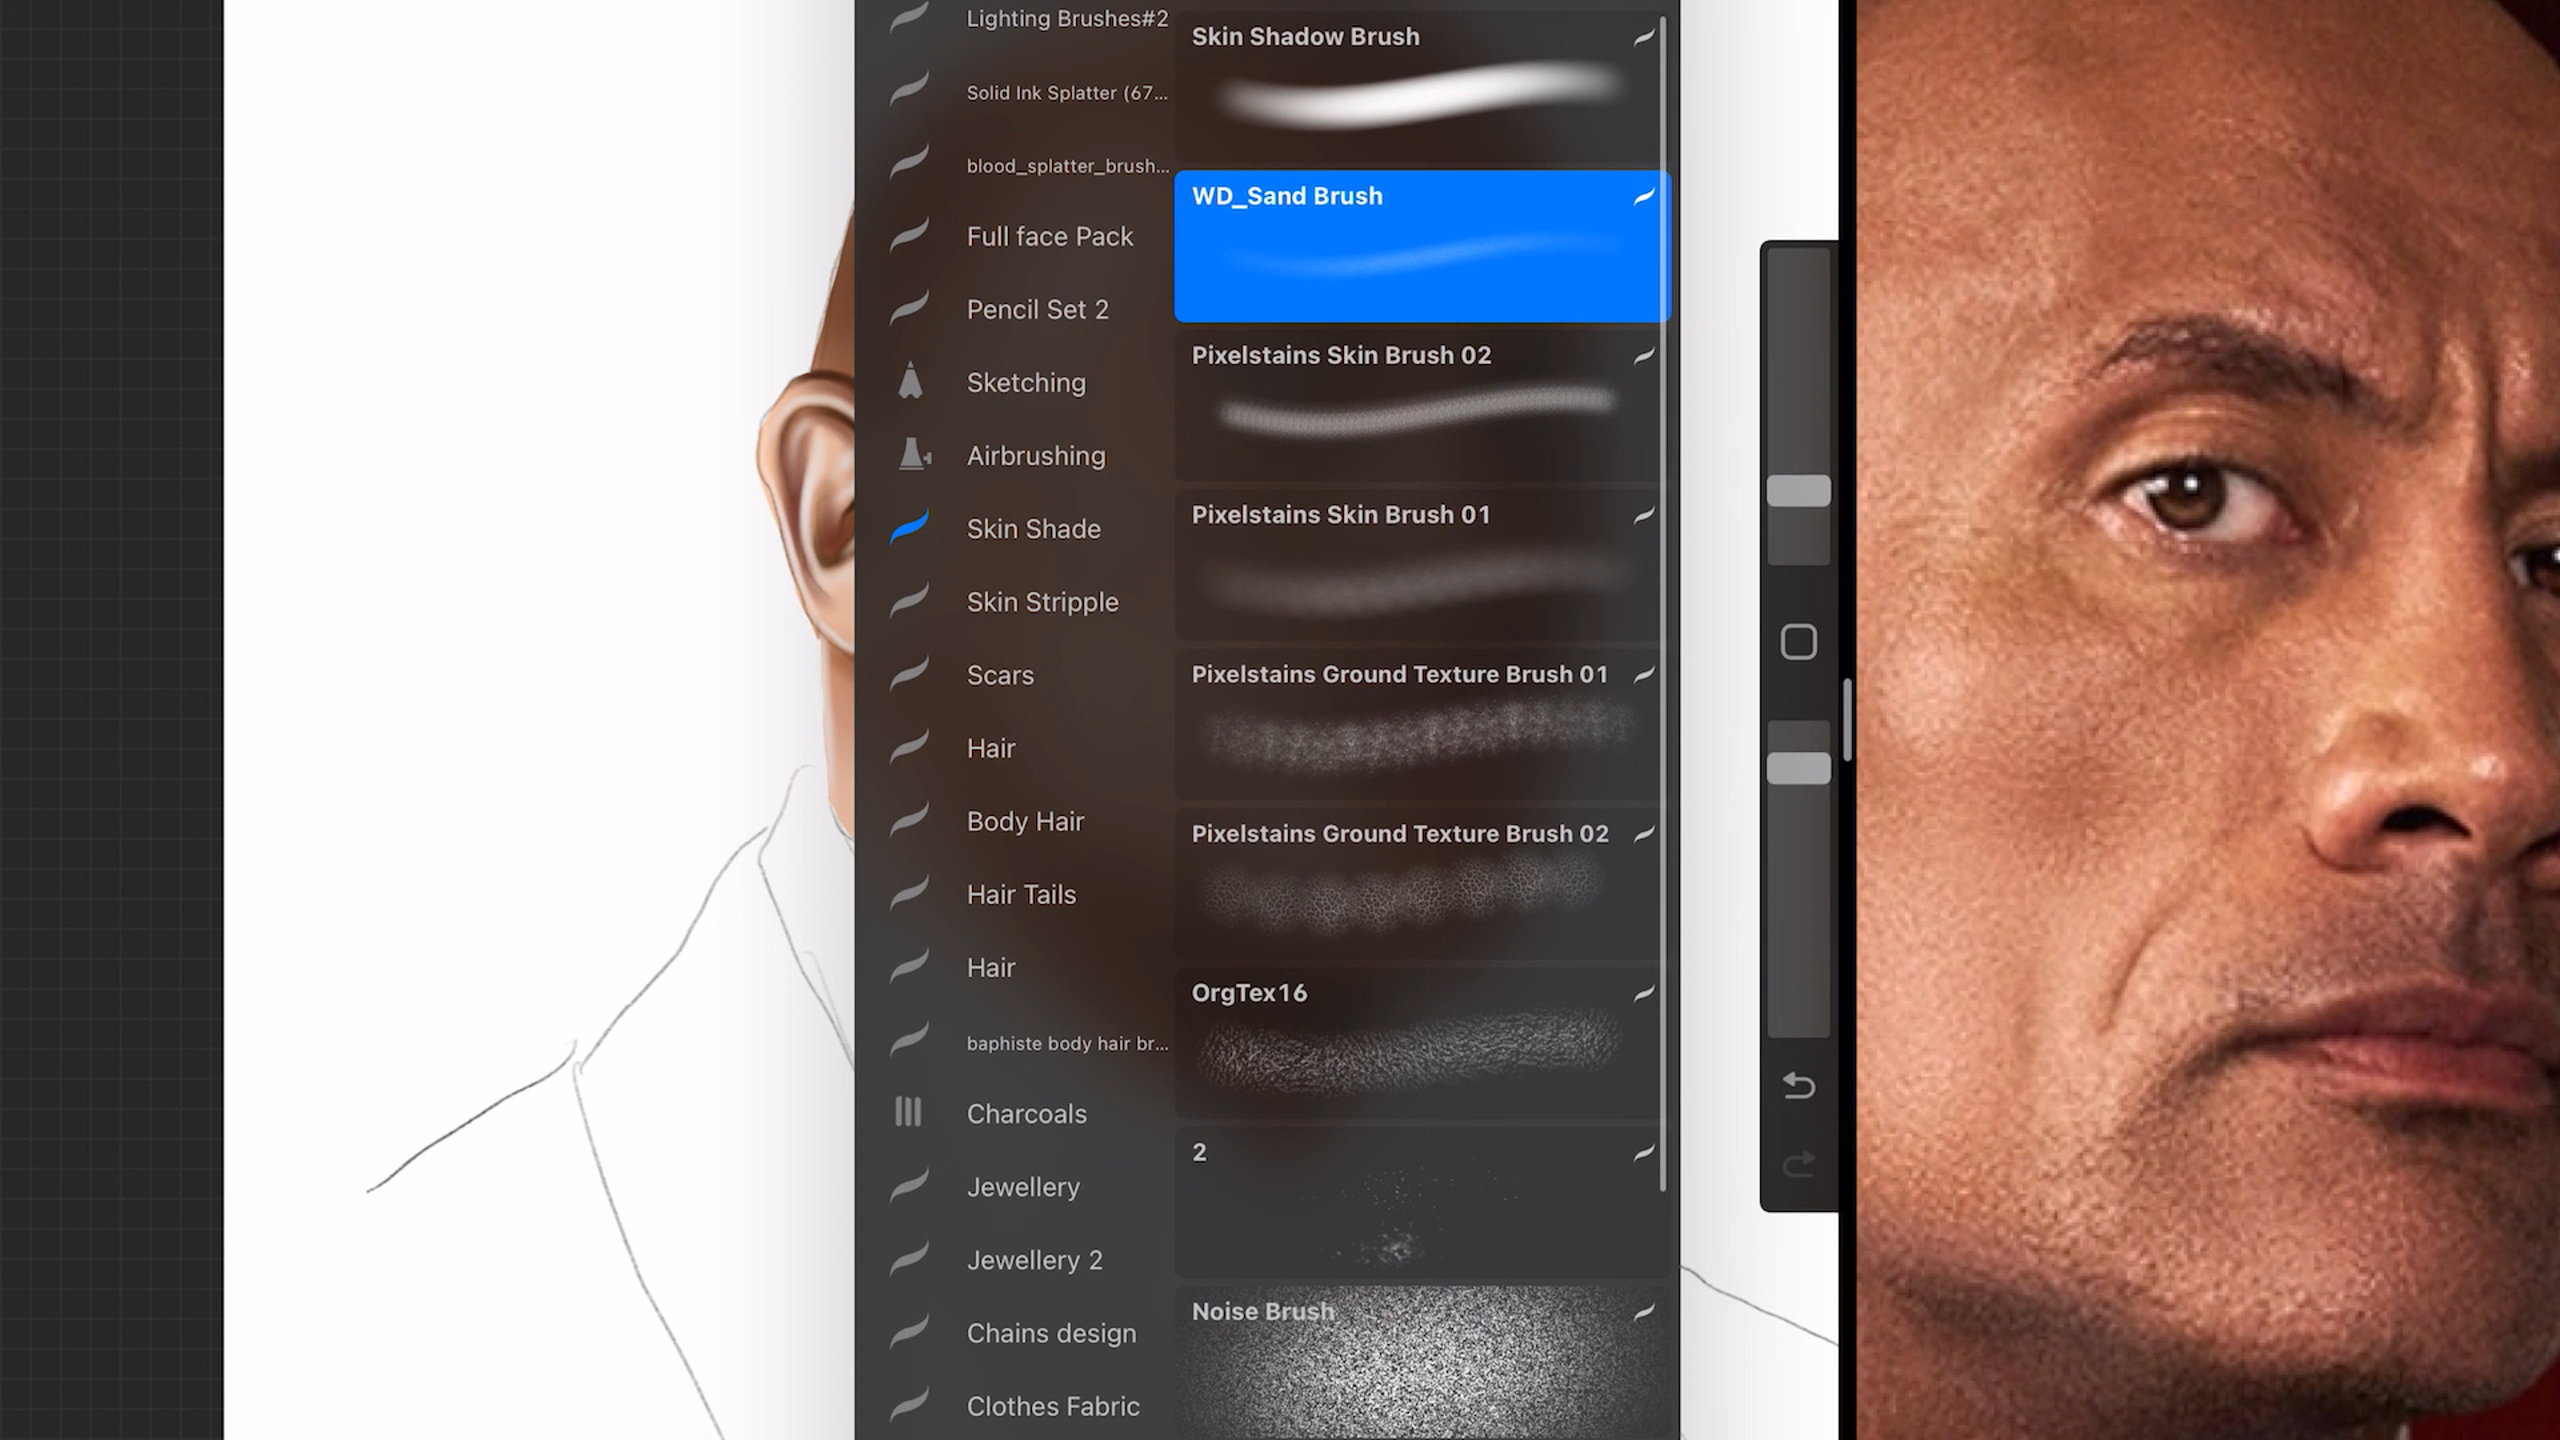 Lighting Brushes#2
Solid Ink Splatter (67...
blood_splatter_brush...
Full face Pack
Pencil Set 2
Sketching
Airbrushing
Skin Shade
Skin Stripple
Scars
Hair
Body Hair
Hair Tails
Hair
baphiste body hair br...
Charcoals
Jewellery
Jewellery 2
Chains design
Clothes Fabric
Skin Shadow Brush
WD_Sand Brush
Pixelstains Skin Brush 02
Pixelstains Skin Brush 01
Pixelstains Ground Texture Brush 01
Pixelstains Ground Texture Brush 02
OrgTex16
2
Noise Brush